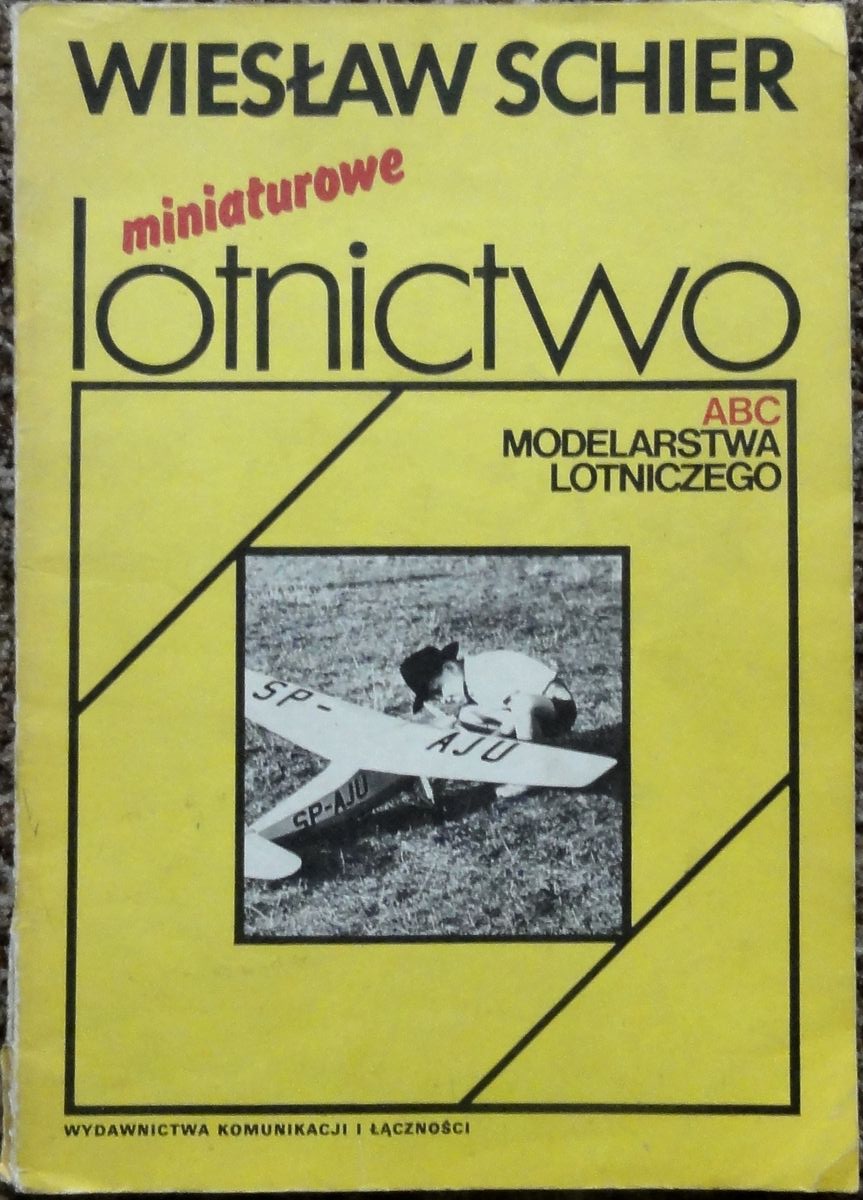 WIESŁAW SCHIER
miniaturowe
lotnictwo
ABC
MODELARSTWA
LOTNICZEGO
SP-
AJU
SP-AJU
WYDAWNICTWA KOMUNIKACJI I ŁĄCZNOŚCI